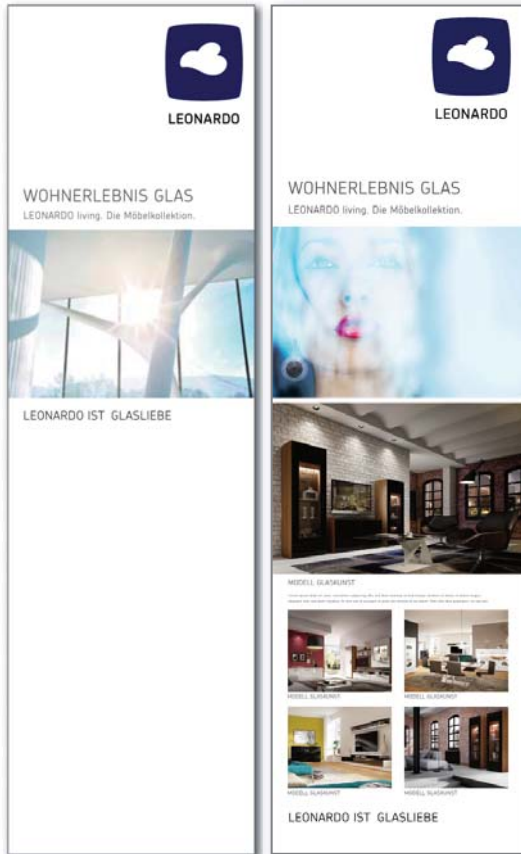 LEONARDO
WOHNERLEBNIS GLAS
LEONARDO living. Die Möbelkollektion.
LEONARDO IST GLASLIEBE
LEONARDO
WOHNERLEBNIS GLAS
LEONARDO living. Die Möbelkollektion.
MODELL GLASKUNST
MODELL GLASKUNST
MODELL GLASKUNST
MODELL GLASKUNST
MODELL GLASKUNST
LEONARDO IST GLASLIEBE